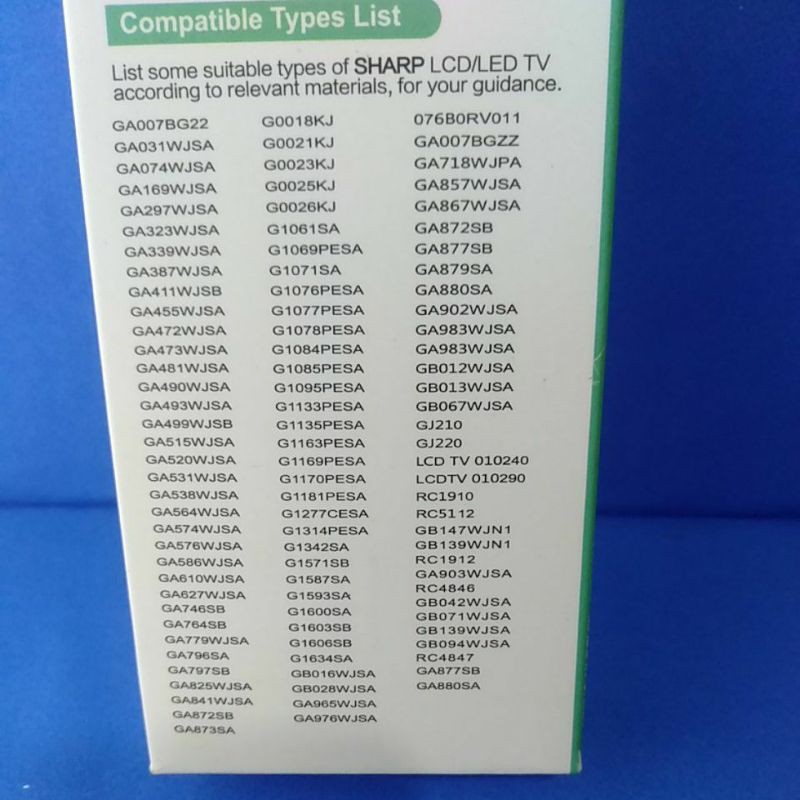 Compatible Types List
List some suitable types of SHARP LCD/LED TV
according to relevant materials, for your guidance.
GA007BG22
GA031WJSA
GA074WJSA
GA169WJSA
GA297WJSA
GA323WJSA
GA339WJSA
GA387WJSA
GA411WJSB
GA455WJSA
GA472WJSA
GA473WJSA
GA481WJSA
GA490WJSA
GA493WJSA
GA499WJSB
GA515WJSA
GA520WJSA
GA531WJSA
GA538WJSA
GA564WJSA
GA574WJSA
GA576WJSA
GA586WJSA
GA610WJSA
GA627WJSA
GA746SB
GA764SB
GA779WJSA
GA796SA
GA797SB
GA825WJSA
GA841WJSA
GA872SB
GA873SA
G0018KJ
G0021KJ
G0023KJ
G0025KJ
G0026KJ
G1061SA
G1069PESA
G1071SA
G1076PESA
G1077PESA
G1078PESA
G1084PESA
G1085PESA
G1095PESA
G1133PESA
G1135PESA
G1163PESA
G1169PESA
G1170PESA
G1181PESA
G1277CESA
G1314PESA
G1342SA
G1571SB
G1587SA
G1593SA
G1600SA
G1603SB
G1606SB
G1634SA
GB016WJSA
GB028WJSA
GA965WJSA
GA976WJSA
076B0RV011
GA007BGZZ
GA718WJPA
GA857WJSA
GA867WJSA
GA872SB
GA877SB
GA879SA
GA880SA
GA902WJSA
GA983WJSA
GA983WJSA
GB012WJSA
GB013WJSA
GB067WJSA
GJ210
GJ220
LCD TV 010240
LCDTV 010290
RC1910
RC5112
GB147WJN1
GB139WJN1
RC1912
GA903WJSA
RC4846
GB042WJSA
GB071WJSA
GB139WJSA
GB094WJSA
RC4847
GA877SB
GA880SA